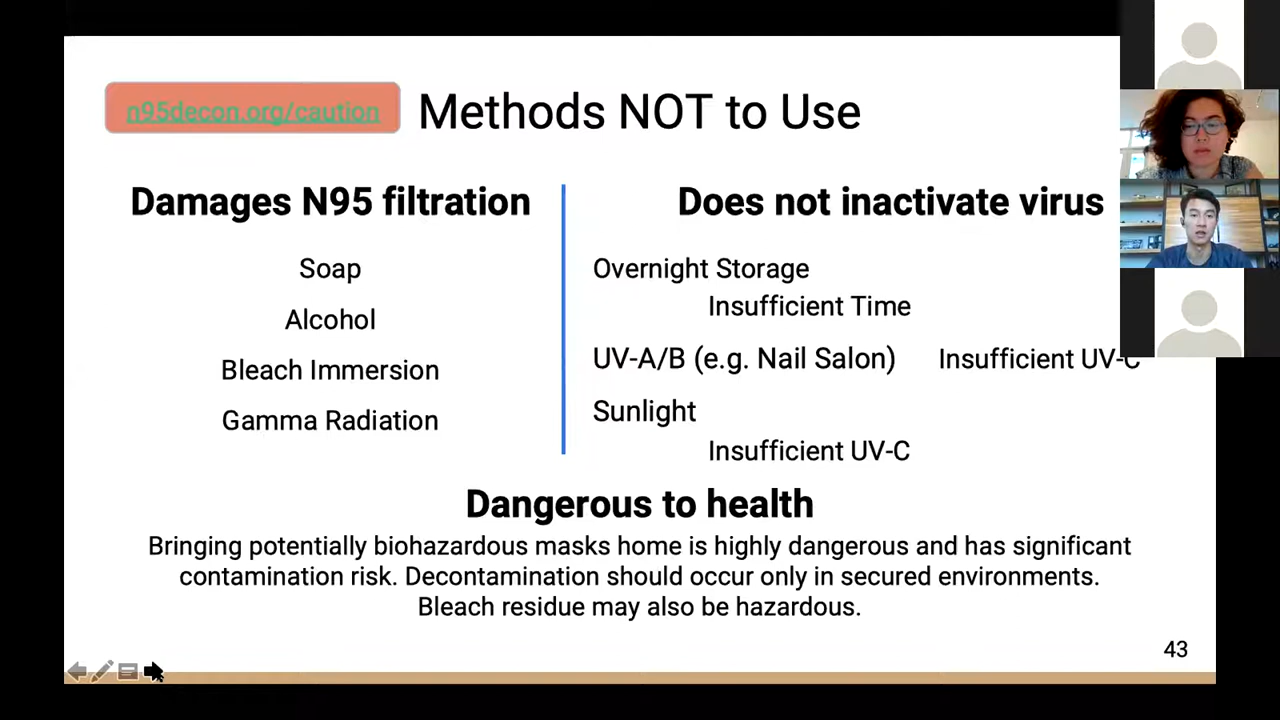 n95decon.org/caution
Methods NOT to Use
Damages N95 filtration
Soap
Alcohol
Bleach Immersion
Gamma Radiation
Does not inactivate virus
Overnight Storage
Insufficient Time
UV-A/B (e.g. Nail Salon) Insufficient UV-C
Sunlight
Insufficient UV-C
Dangerous to health
Bringing potentially biohazardous masks home is highly dangerous and has significant
contamination risk. Decontamination should occur only in secured environments.
Bleach residue may also be hazardous.
43